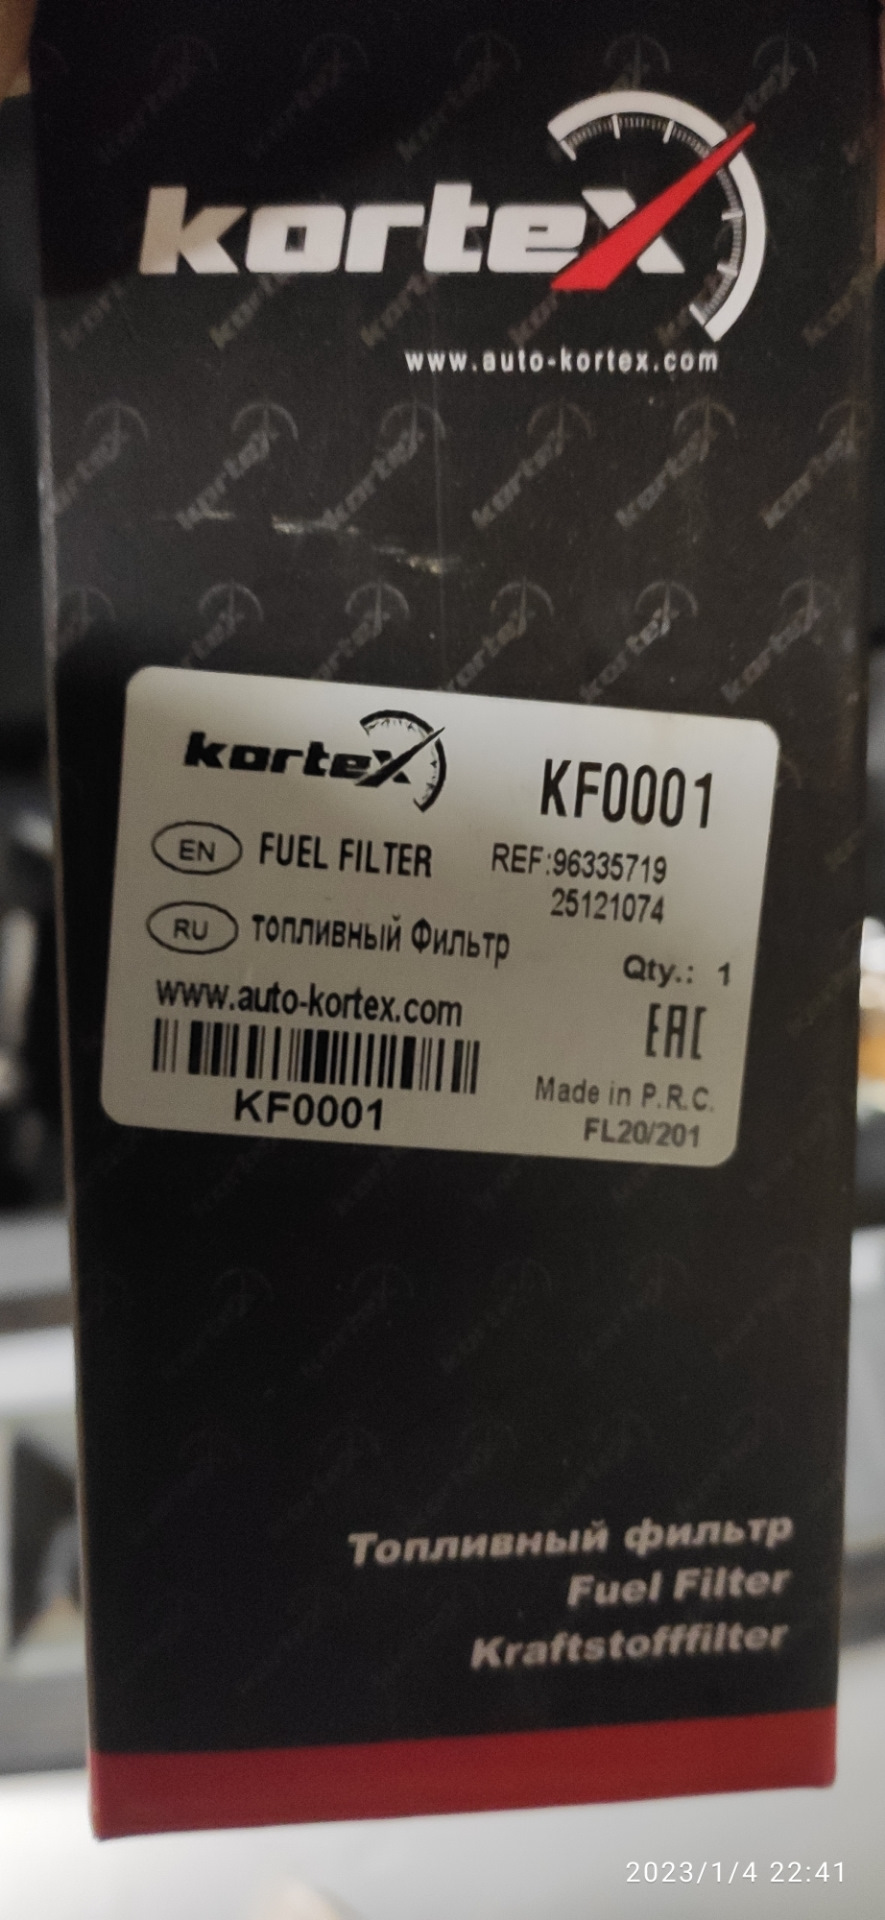 kortex
www.auto-kortex.com
kortex
KF0001
EN FUEL FILTER REF:96335719
25121074
RU ТОПЛИВНЫЙ ФИЛЬТР
Qty.: 1
www.auto-kortex.com
EAC
KF0001
Made in P.R.C.
FL20/201
Топливный фильтр
Fuel Filter
Kraftstofffilter
2023/1/4 22:41